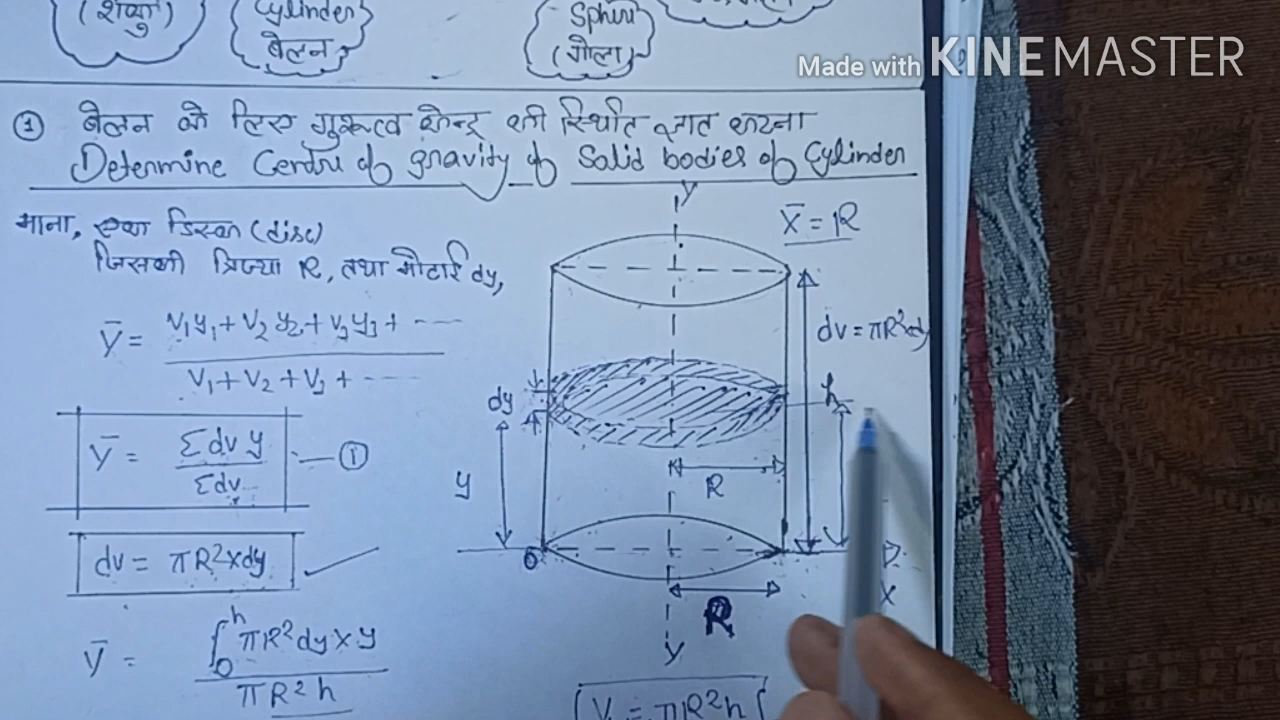 (शंकु)
Cylinder
बेलन
Sphere
(गोला)
Made with KINEMASTER
① बेलन के लिए गुरुत्व केन्द्र की स्थिति ज्ञात करना
Determine Centre of gravity of Solid bodies of Cylinder
माना, एक डिस्क (disc)
जिसकी त्रिज्या R, तथा मोटाई dy,
ȳ = V₁y₁ + V₂y₂ + V₃y₃ + ----
V₁ + V₂ + V₃ + ----
ȳ = Σdv y / Σdv — ①
dv = πR²xdy
ȳ = ∫₀ʰ πR²dy x y
πR²h
y
x̄ = R
dv = πR²dy
dy
h
y
R
O
x
R
y
V = πR²h